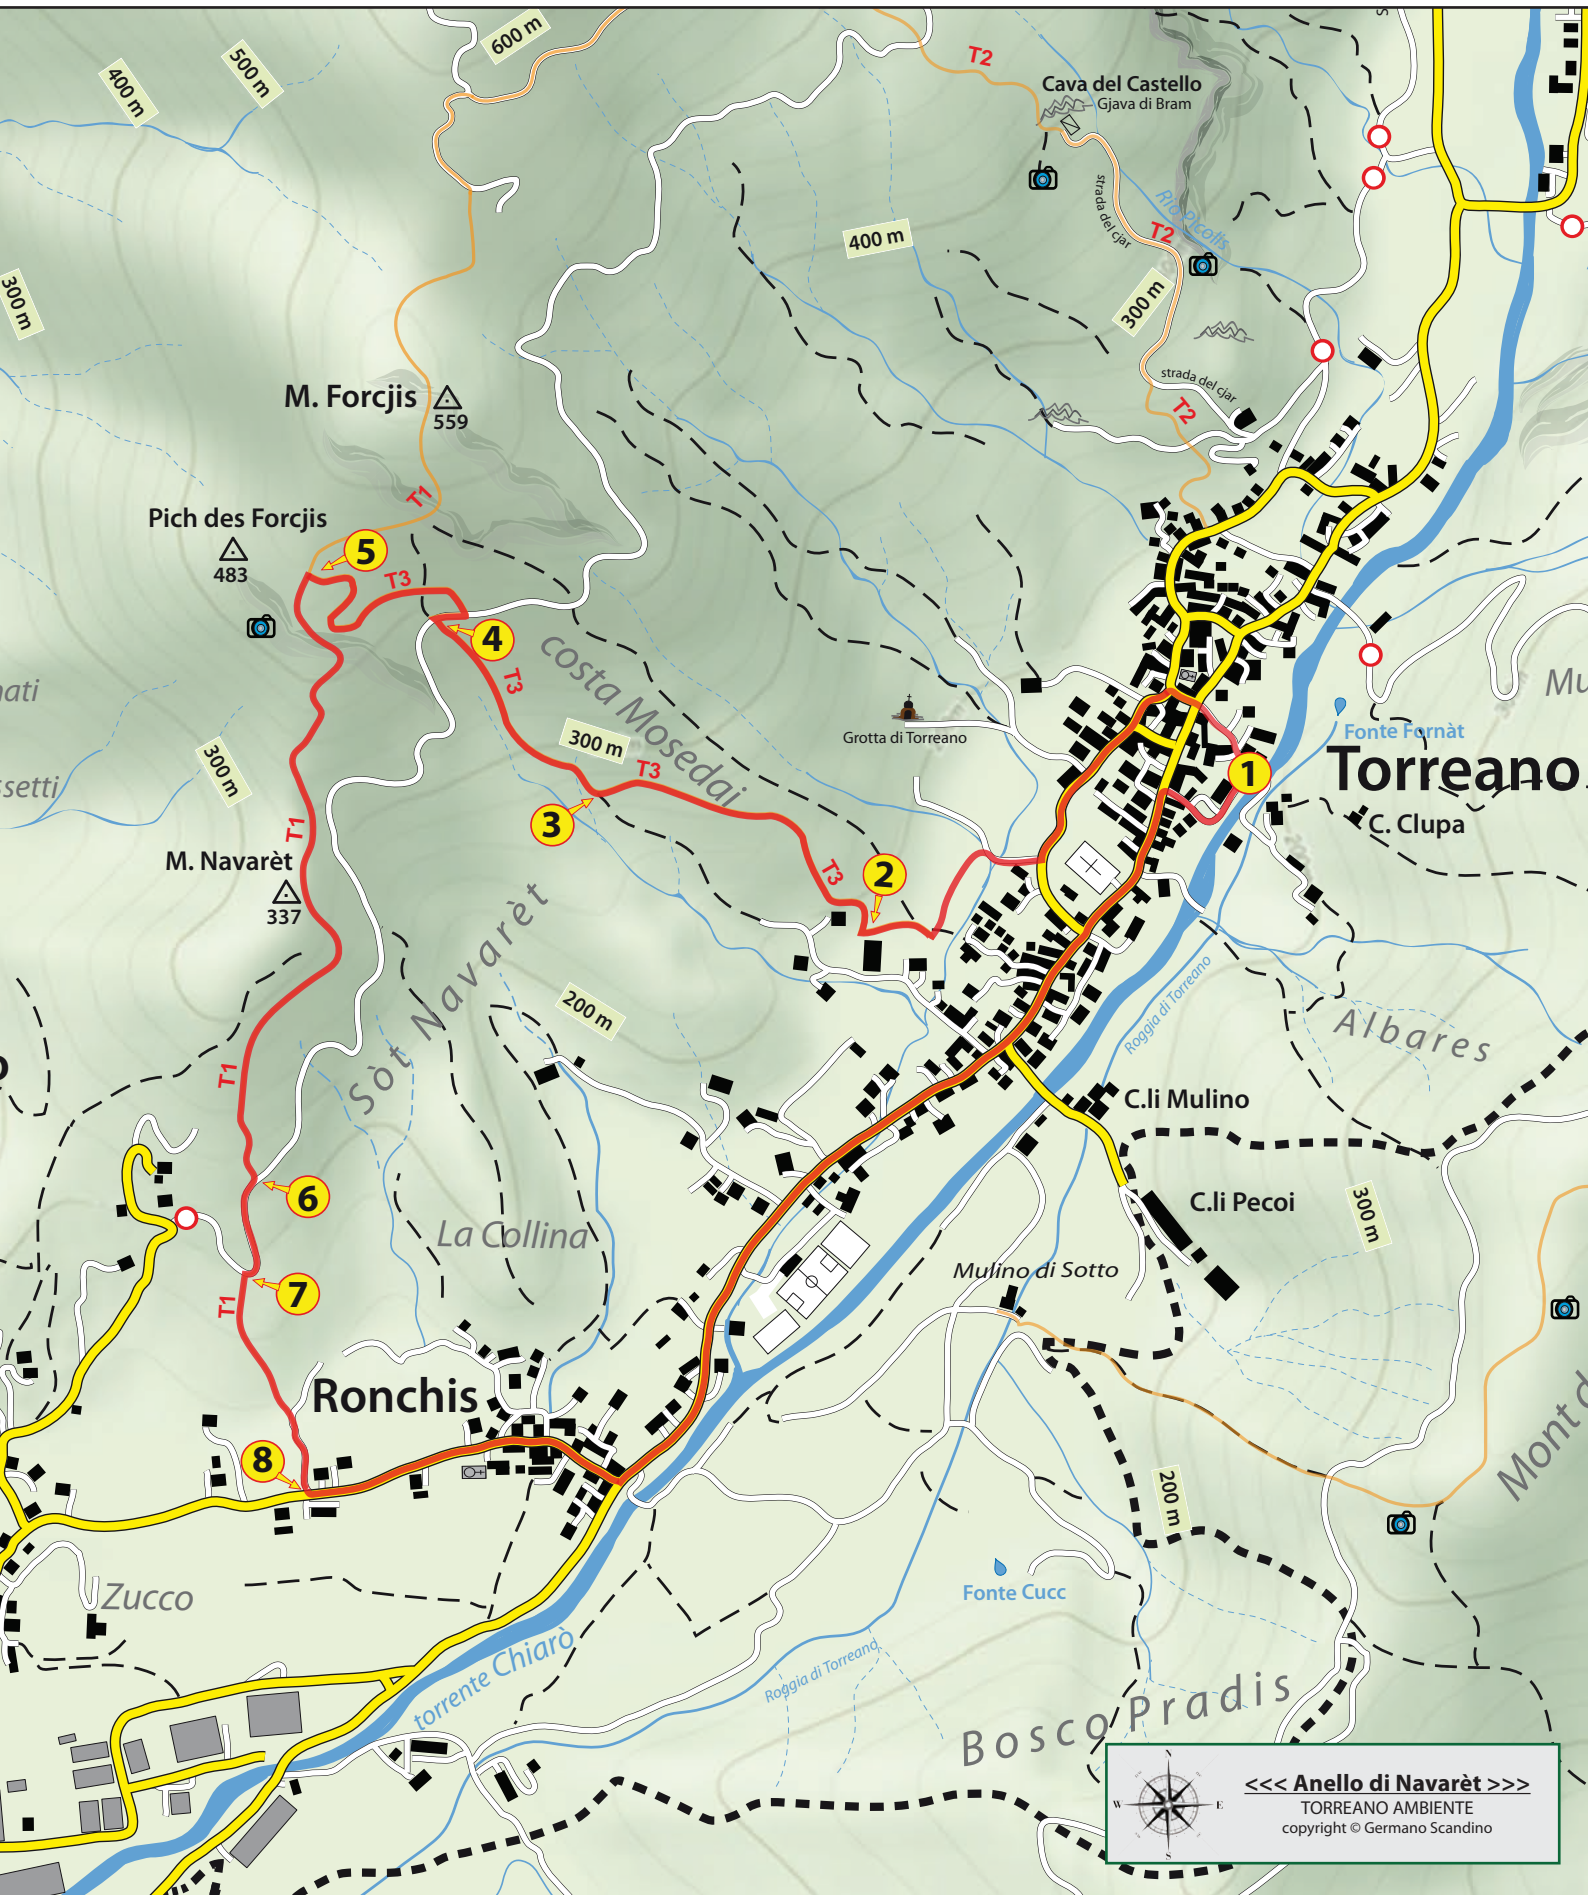 600 m
500 m
400 m
T2
Cava del Castello
Gjava di Bram
strada del cjar
Rio Picolis
T2
400 m
300 m
300 m
strada del cjar
T2
M. Forcjis
559
T1
Pich des Forcjis
483
5
T3
4
T3
costa Mosedai
300 m
T3
3
Grotta di Torreano
Fonte Fornàt
Torreano
1
C. Clupa
300 m
T1
M. Navarèt
337
T3
2
Sòt Navarèt
200 m
Roggia di Torreano
Albares
T1
C.li Mulino
6
C.li Pecoi
300 m
La Collina
7
T1
Mulino di Sotto
Ronchis
8
200 m
Zucco
Fonte Cucc
torrente Chiarò
Roggia di Torreano
Bosco Pradis
N
W
E
S
<<< Anello di Navarèt >>>
TORREANO AMBIENTE
copyright © Germano Scandino